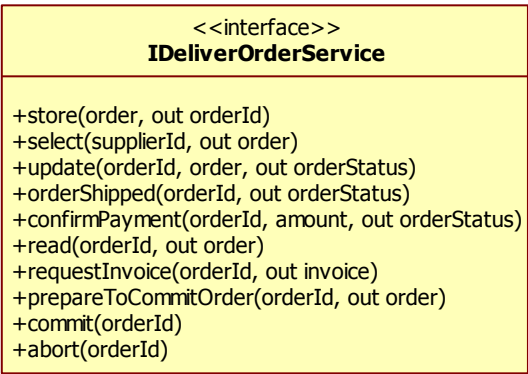 <<interface>>
IDeliverOrderService
+store(order, out orderId)
+select(supplierId, out order)
+update(orderId, order, out orderStatus)
+orderShipped(orderId, out orderStatus)
+confirmPayment(orderId, amount, out orderStatus)
+read(orderId, out order)
+requestInvoice(orderId, out invoice)
+prepareToCommitOrder(orderId, out order)
+commit(orderId)
+abort(orderId)